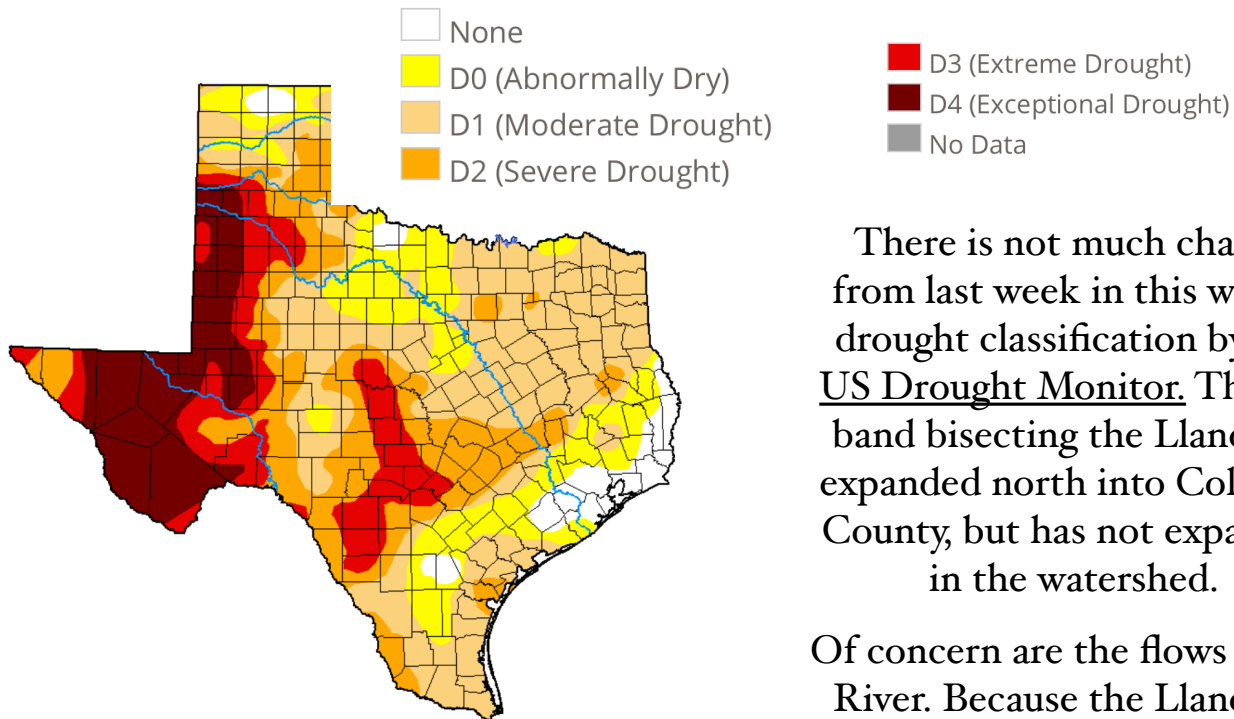 None
D0 (Abnormally Dry)
D1 (Moderate Drought)
D2 (Severe Drought)
D3 (Extreme Drought)
D4 (Exceptional Drought)
No Data
There is not much cha
from last week in this w
drought classification by
US Drought Monitor. Th
band bisecting the Llan
expanded north into Col
County, but has not expa
in the watershed.
Of concern are the flows
River. Because the Llan